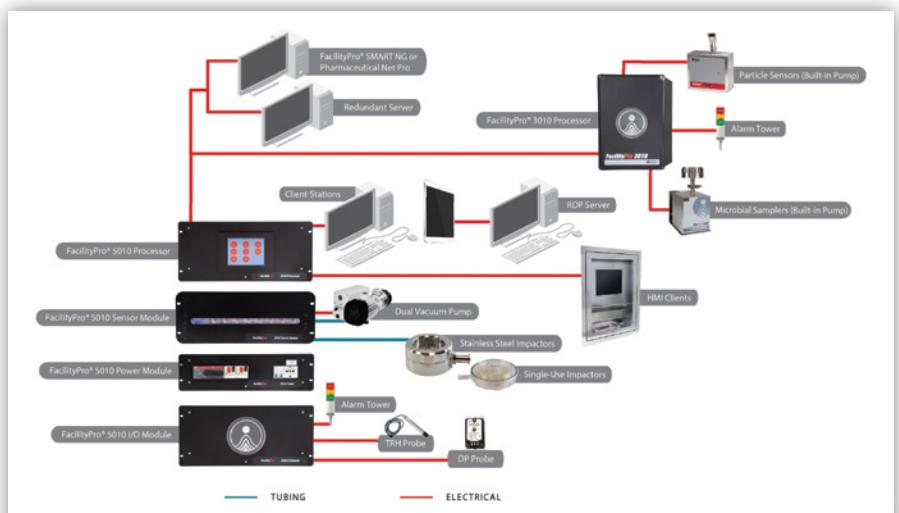 FacilityPro® SMART NG or
Pharmaceutical Net Pro
Redundant Server
Particle Sensors (Built-in Pump)
FacilityPro® 3010 Processor
Alarm Tower
FacilityPro 3010
Client Stations
RDP Server
Microbial Samplers (Built-in Pump)
FacilityPro® 5010 Processor
HMI Clients
FacilityPro® 5010 Sensor Module
Dual Vacuum Pump
Stainless Steel Impactors
FacilityPro® 5010 Power Module
Single-Use Impactors
Alarm Tower
FacilityPro® 5010 I/O Module
TRH Probe
DP Probe
TUBING
ELECTRICAL